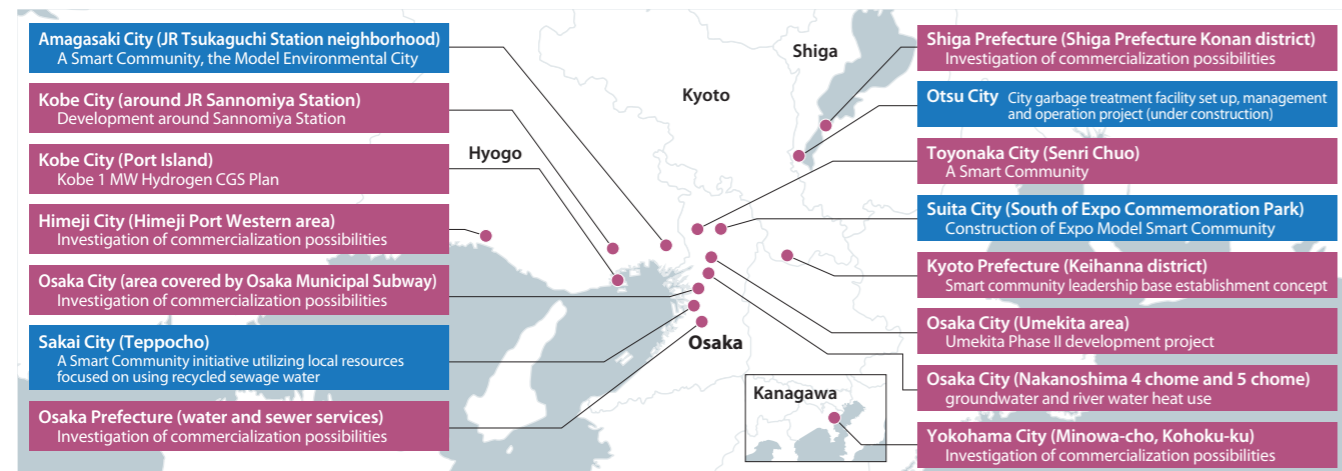 Amagasaki City (JR Tsukaguchi Station neighborhood)
A Smart Community, the Model Environmental City
Kobe City (around JR Sannomiya Station)
Development around Sannomiya Station
Kobe City (Port Island)
Kobe 1 MW Hydrogen CGS Plan
Himeji City (Himeji Port Western area)
Investigation of commercialization possibilities
Osaka City (area covered by Osaka Municipal Subway)
Investigation of commercialization possibilities
Sakai City (Teppocho)
A Smart Community initiative utilizing local resources
focused on using recycled sewage water
Osaka Prefecture (water and sewer services)
Investigation of commercialization possibilities
Hyogo
Kyoto
Shiga
Osaka
Kanagawa
Shiga Prefecture (Shiga Prefecture Konan district)
Investigation of commercialization possibilities
Otsu City City garbage treatment facility set up, management
and operation project (under construction)
Toyonaka City (Senri Chuo)
A Smart Community
Suita City (South of Expo Commemoration Park)
Construction of Expo Model Smart Community
Kyoto Prefecture (Keihanna district)
Smart community leadership base establishment concept
Osaka City (Umekita area)
Umekita Phase II development project
Osaka City (Nakanoshima 4 chome and 5 chome)
groundwater and river water heat use
Yokohama City (Minowa-cho, Kohoku-ku)
Investigation of commercialization possibilities